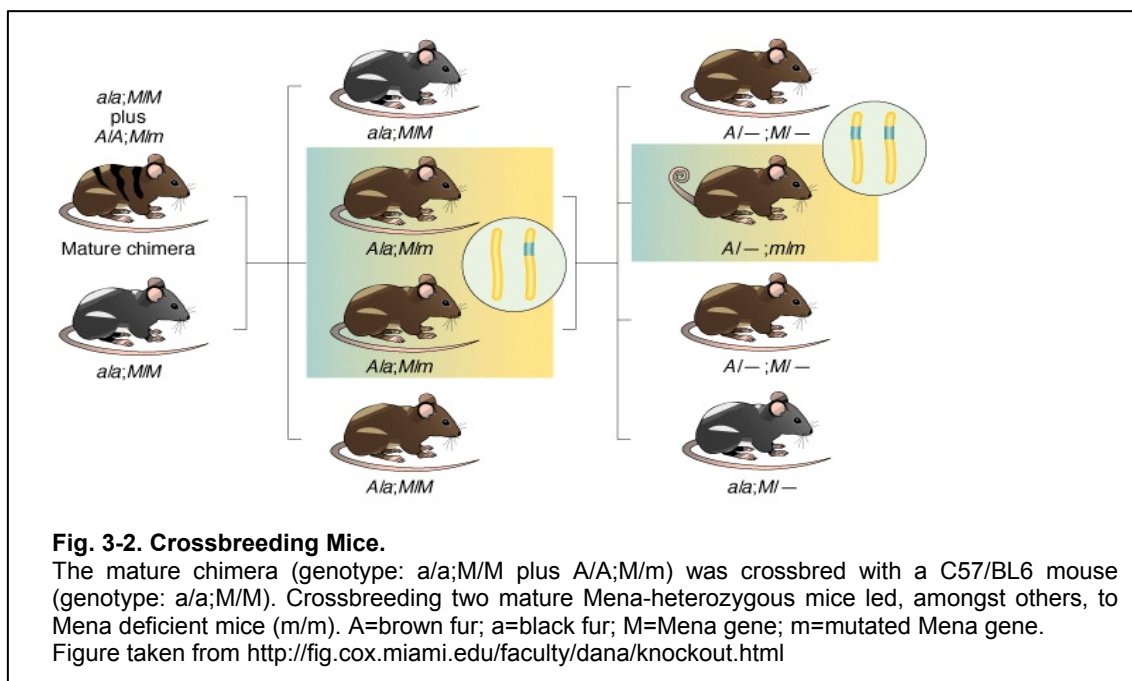 a/a;M/M
plus
A/A;M/m
Mature chimera
a/a;M/M
a/a;M/M
A/a;M/m
A/a;M/m
A/a;M/M
A/—;M/—
A/—;m/m
A/—;M/—
a/a;M/—
Fig. 3-2. Crossbreeding Mice.
The mature chimera (genotype: a/a;M/M plus A/A;M/m) was crossbred with a C57/BL6 mouse
(genotype: a/a;M/M). Crossbreeding two mature Mena-heterozygous mice led, amongst others, to
Mena deficient mice (m/m). A=brown fur; a=black fur; M=Mena gene; m=mutated Mena gene.
Figure taken from http://fig.cox.miami.edu/faculty/dana/knockout.html